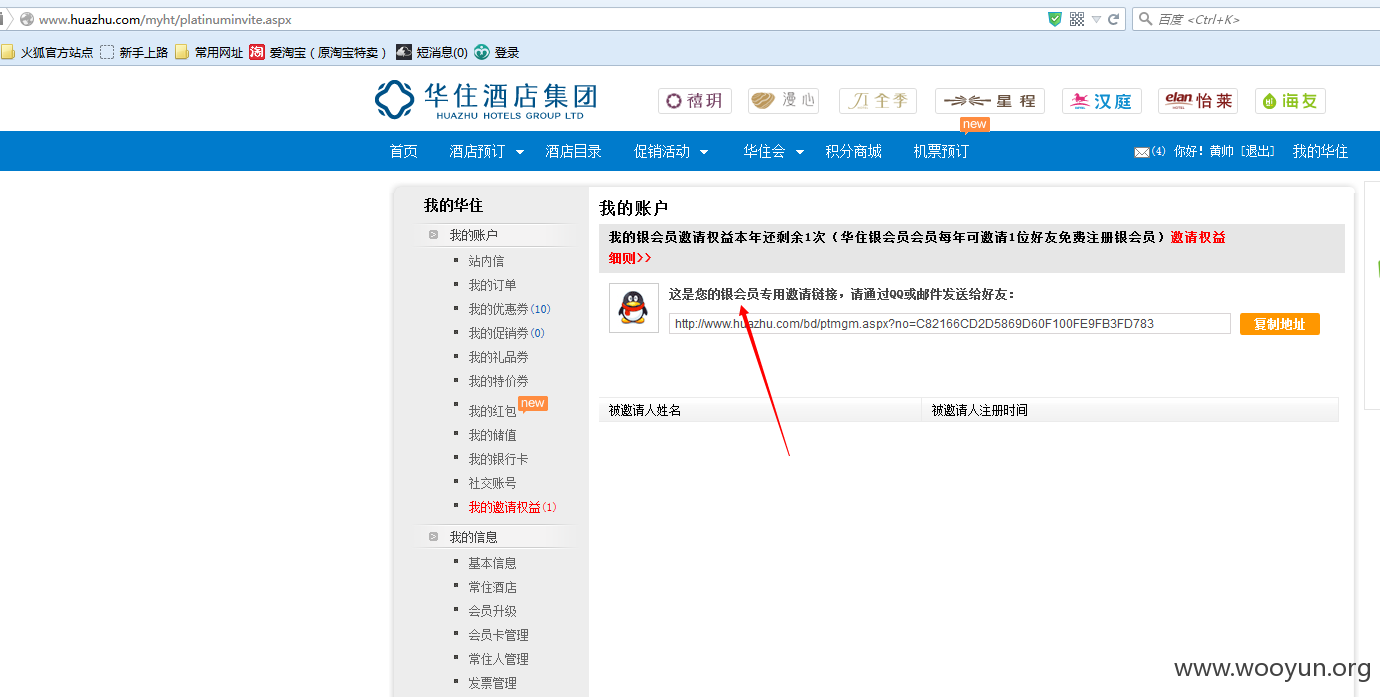 www.huazhu.com/myht/platinuminvite.aspx
百度 <Ctrl+K>
火狐官方站点 新手上路 常用网址 淘 爱淘宝（原淘宝特卖） 短消息(0) 登录
华住酒店集团
HUAZHU HOTELS GROUP LTD
禧玥 漫心 全季 星程 汉庭 elan 怡莱 海友
new
首页 酒店预订 酒店目录 促销活动 华住会 积分商城 机票预订 (4) 你好！黄帅 [退出] 我的华住
我的华住
我的账户
站内信
我的订单
我的优惠券(10)
我的促销券(0)
我的礼品券
我的特价券
我的红包 new
我的储值
我的银行卡
社交账号
我的邀请权益(1)
我的信息
基本信息
常住酒店
会员升级
会员卡管理
常住人管理
发票管理
我的账户
我的银会员邀请权益本年还剩余1次（华住银会员会员每年可邀请1位好友免费注册银会员）邀请权益
细则>>
这是您的银会员专用邀请链接，请通过QQ或邮件发送给好友：
http://www.huazhu.com/bd/ptmgm.aspx?no=C82166CD2D5869D60F100FE9FB3FD783 复制地址
被邀请人姓名 被邀请人注册时间
www.wooyun.org